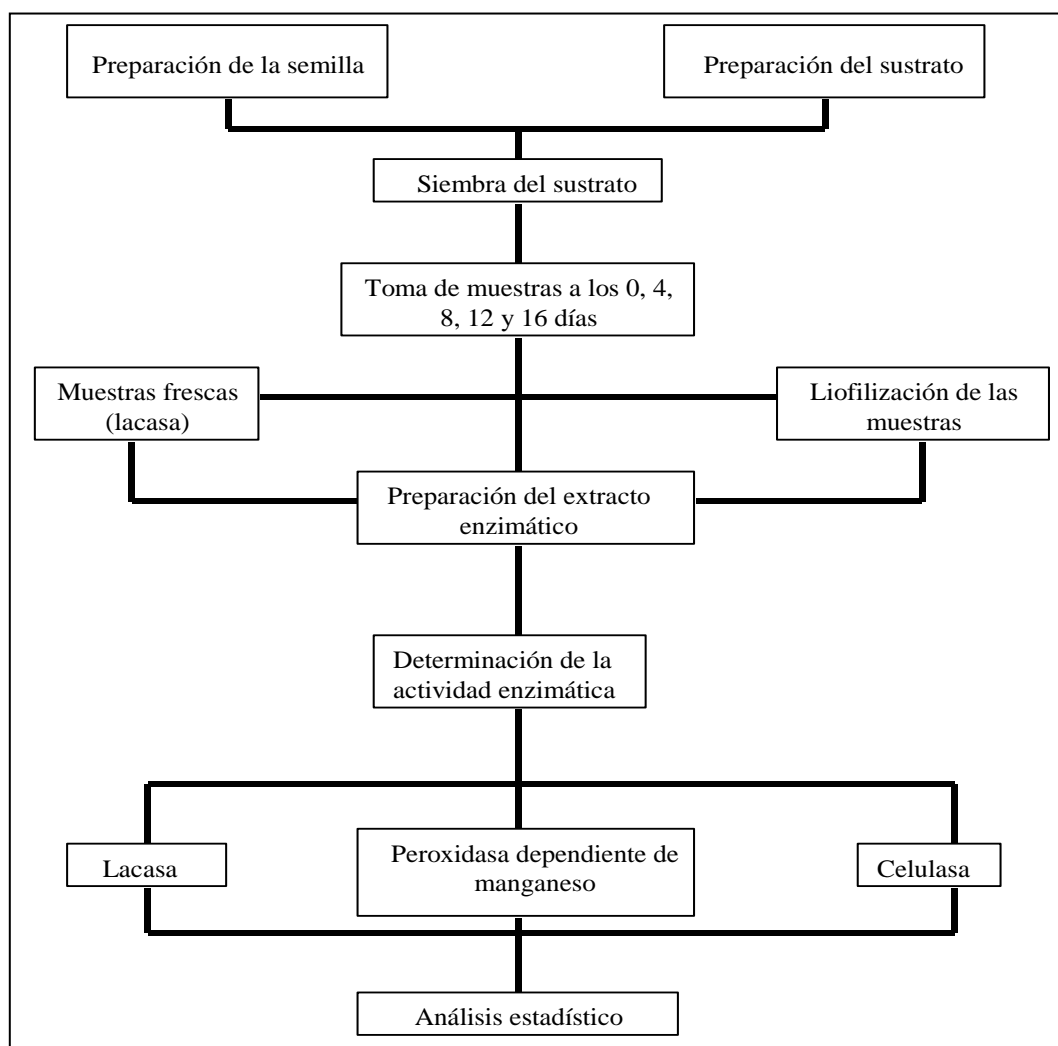 Preparación de la semilla
Preparación del sustrato
Siembra del sustrato
Toma de muestras a los 0, 4,
8, 12 y 16 días
Muestras frescas
(lacasa)
Liofilización de las
muestras
Preparación del extracto
enzimático
Determinación de la
actividad enzimática
Lacasa
Peroxidasa dependiente de
manganeso
Celulasa
Análisis estadístico